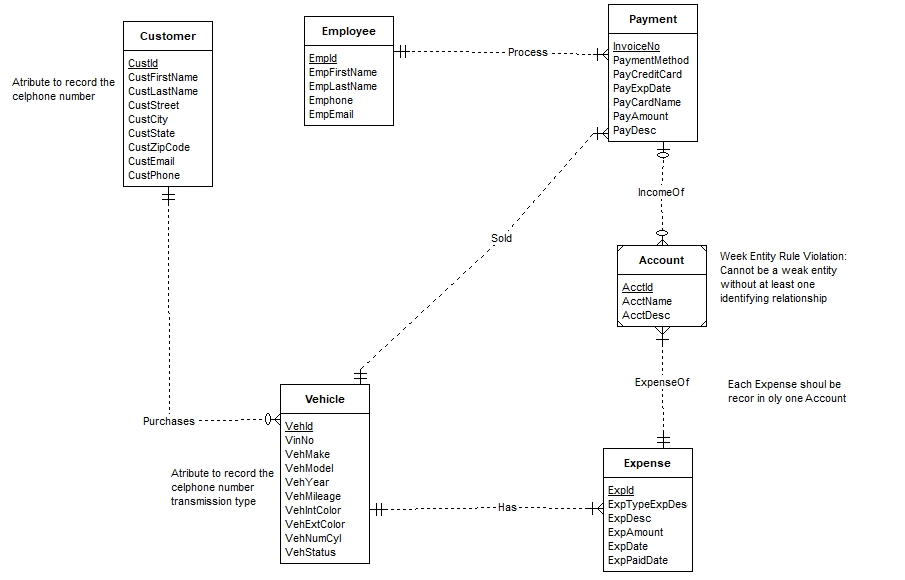 Customer
CustId
CustFirstName
CustLastName
CustStreet
CustCity
CustState
CustZipCode
CustEmail
CustPhone
Atribute to record the
celphone number
Employee
EmpId
EmpFirstName
EmpLastName
Emphone
EmpEmail
Process
Payment
InvoiceNo
PaymentMethod
PayCreditCard
PayExpDate
PayCardName
PayAmount
PayDesc
IncomeOf
Sold
Account
AcctId
AcctName
AcctDesc
Week Entity Rule Violation:
Cannot be a weak entity
without at least one
identifying relationship
ExpenseOf
Each Expense shoul be
recor in oly one Account
Purchases
Vehicle
VehId
VinNo
VehMake
VehModel
VehYear
VehMileage
VehIntColor
VehExtColor
VehNumCyl
VehStatus
Atribute to record the
celphone number
transmission type
Has
Expense
ExpId
ExpTypeExpDes
ExpDesc
ExpAmount
ExpDate
ExpPaidDate